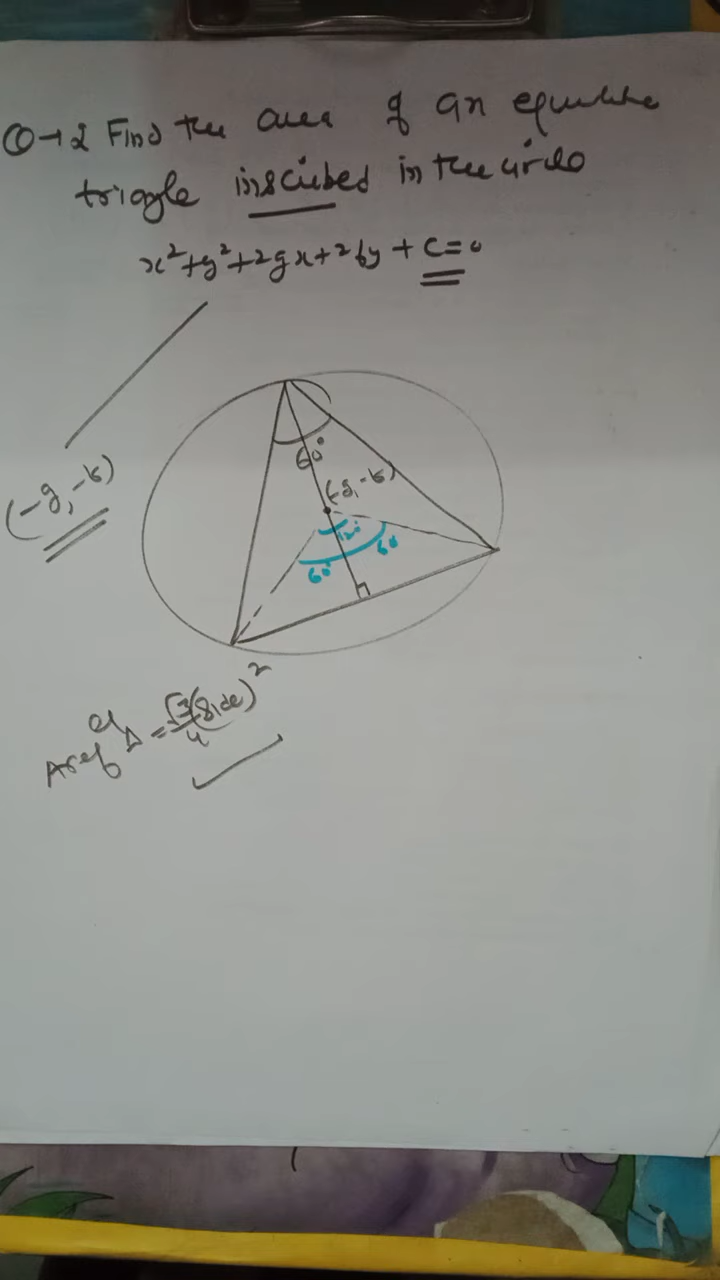 Q→2 Find the area of an equilate
triangle inscribed in the circle
x²+y²+2gx+2fy+c=0
60°
(-g,-f)
(-g,-f)
120
60°
60
Area of Δ = √3/4 (Side)²